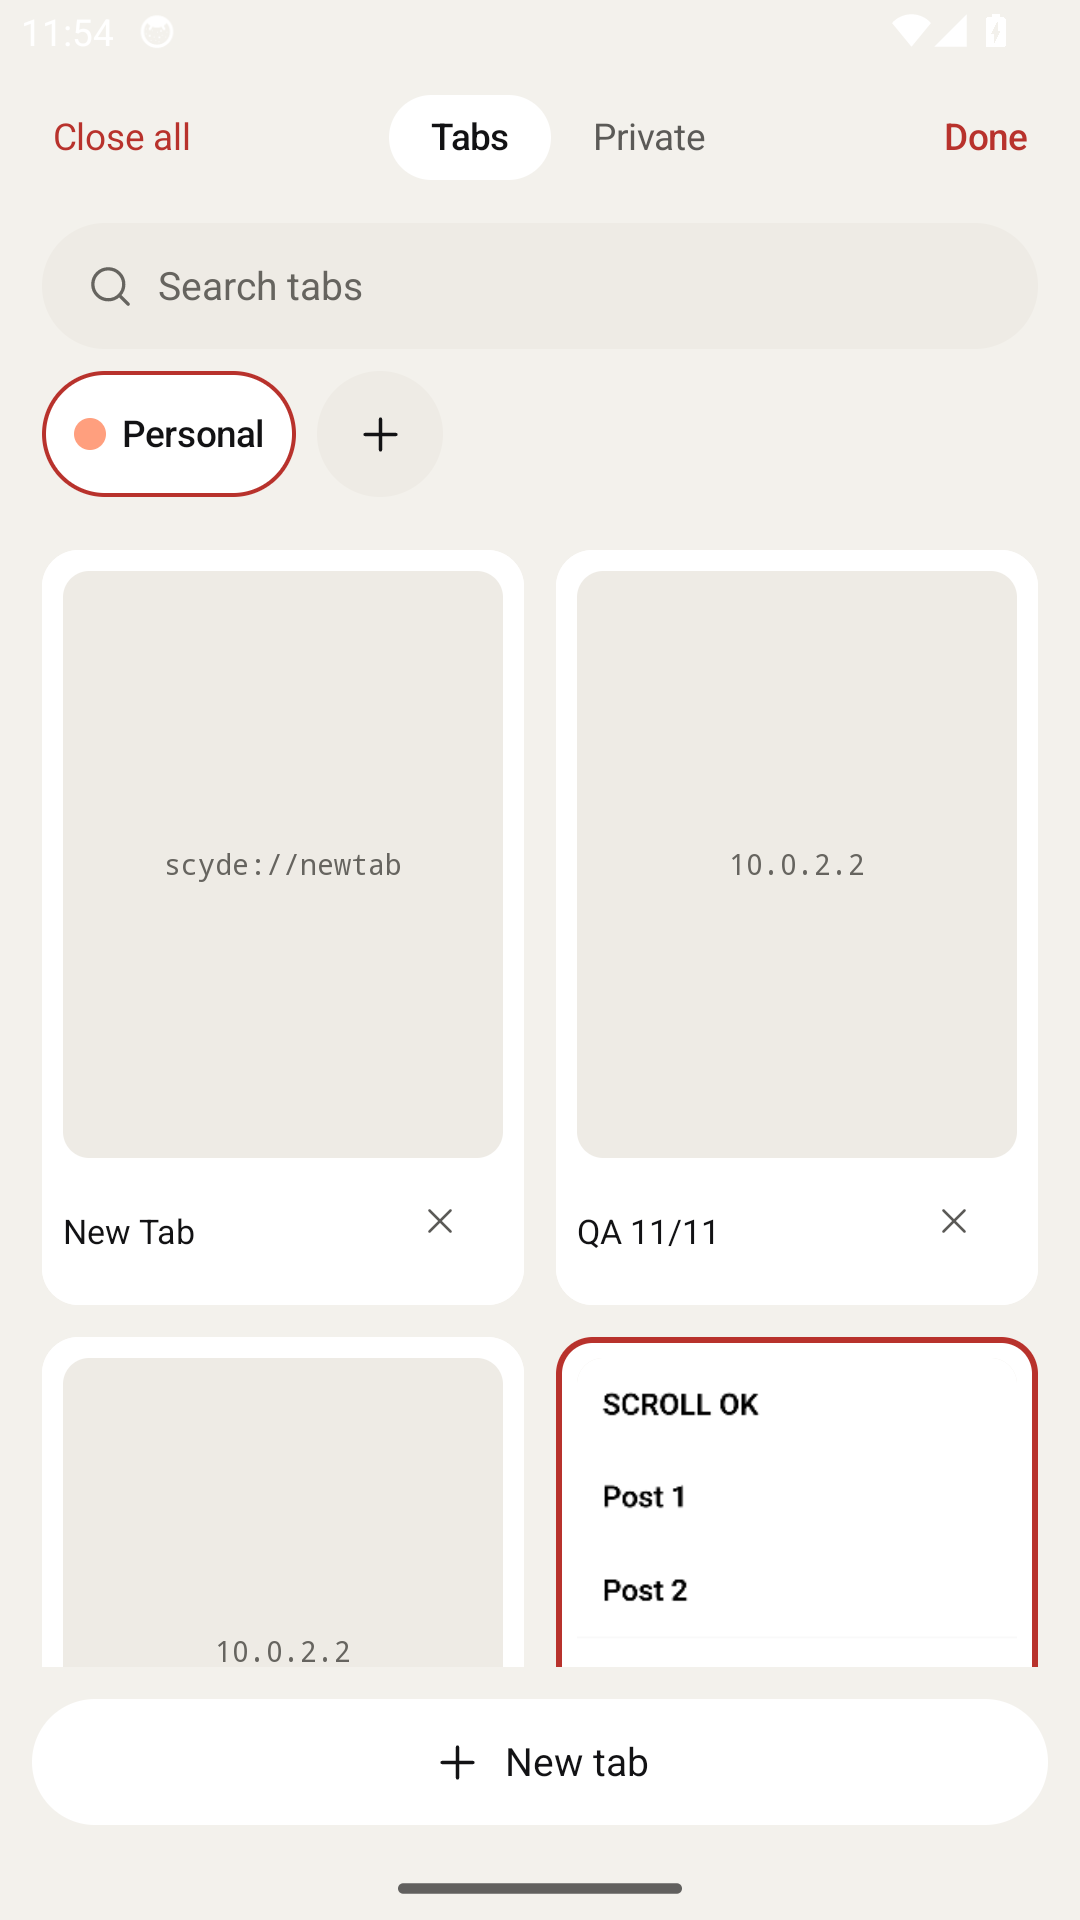 11:54
Close all
Tabs
Private
Done
Search tabs
Personal
scyde://newtab
10.0.2.2
New Tab
QA 11/11
10.0.2.2
SCROLL OK
Post 1
Post 2
New tab